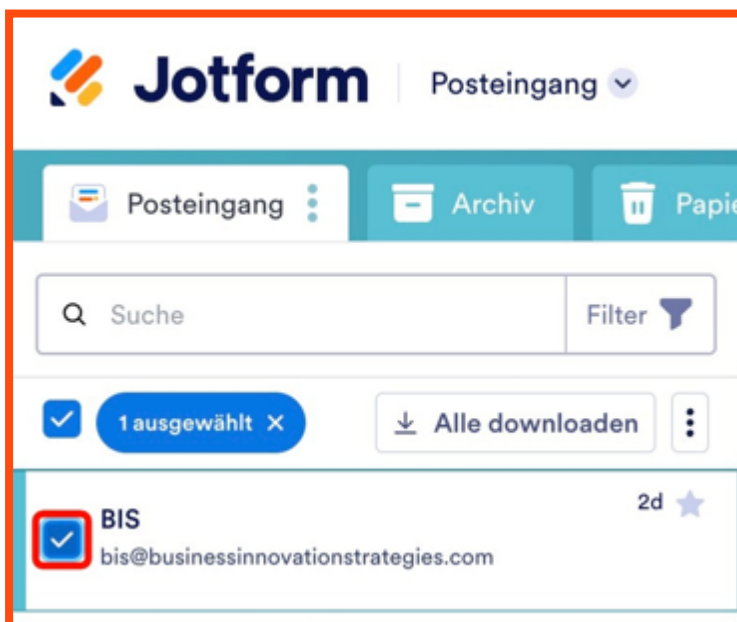 Jotform Posteingang
Posteingang Archiv
Suche Filter
1 ausgewählt Alle downloaden
BIS 2d
bis@businessinnovationstrategies.com